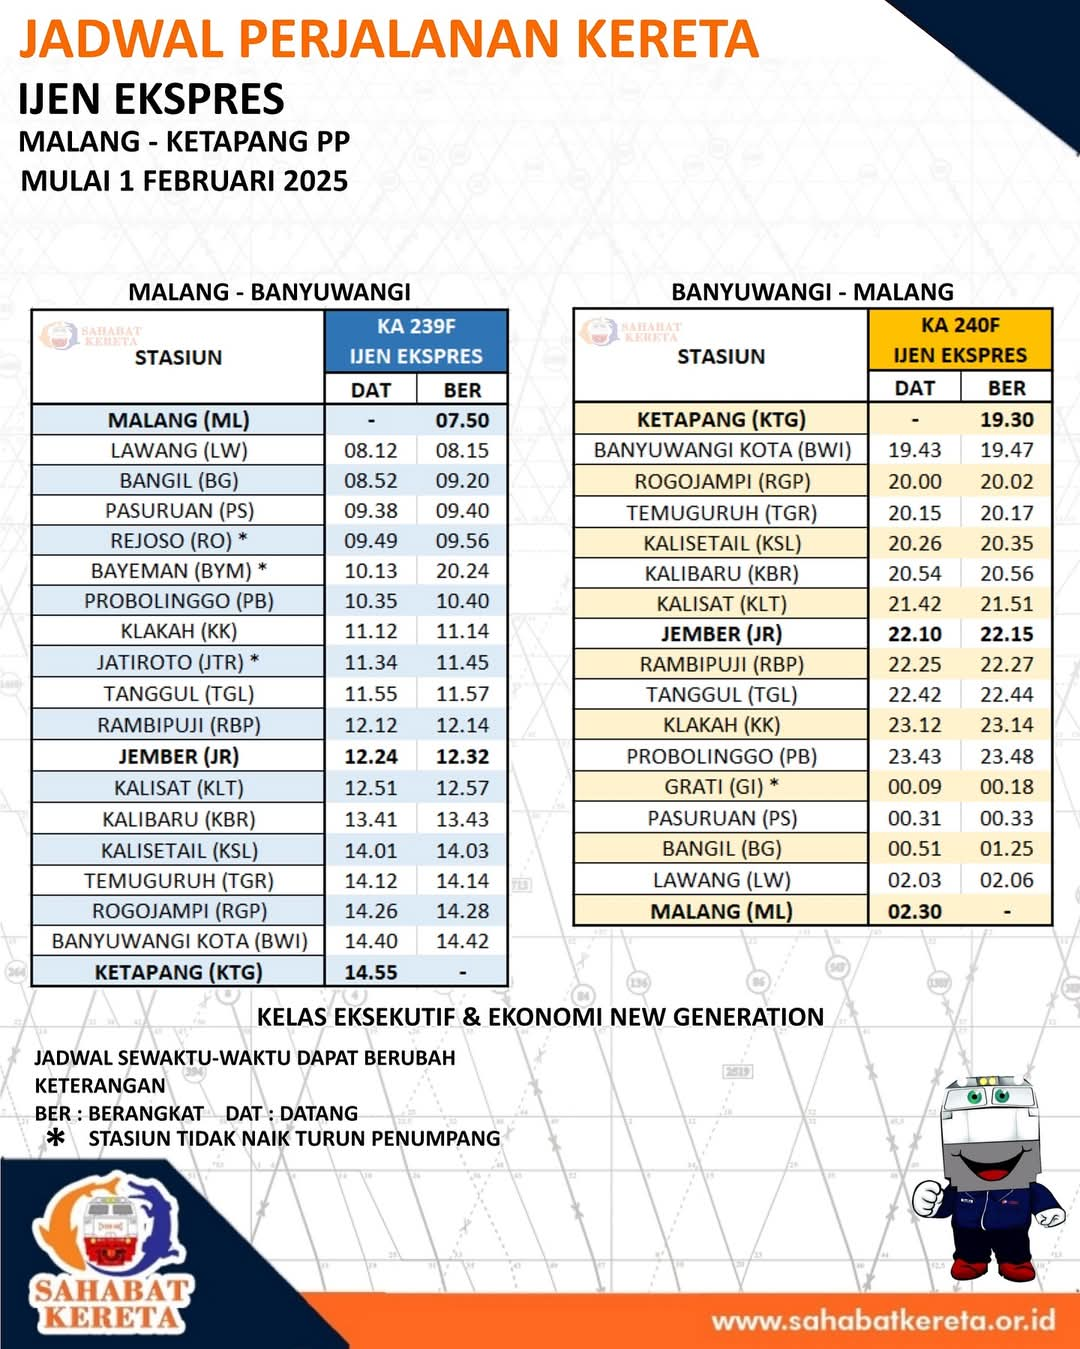 JADWAL PERJALANAN KERETA
IJEN EKSPRES
MALANG - KETAPANG PP
MULAI 1 FEBRUARI 2025
MALANG - BANYUWANGI
SAHABAT
KERETA
STASIUN
KA 239F
IJEN EKSPRES
DAT BER
MALANG (ML) - 07.50
LAWANG (LW) 08.12 08.15
BANGIL (BG) 08.52 09.20
PASURUAN (PS) 09.38 09.40
REJOSO (RO) * 09.49 09.56
BAYEMAN (BYM) * 10.13 20.24
PROBOLINGGO (PB) 10.35 10.40
KLAKAH (KK) 11.12 11.14
JATIROTO (JTR) * 11.34 11.45
TANGGUL (TGL) 11.55 11.57
RAMBIPUJI (RBP) 12.12 12.14
JEMBER (JR) 12.24 12.32
KALISAT (KLT) 12.51 12.57
KALIBARU (KBR) 13.41 13.43
KALISETAIL (KSL) 14.01 14.03
TEMUGURUH (TGR) 14.12 14.14
ROGOJAMPI (RGP) 14.26 14.28
BANYUWANGI KOTA (BWI) 14.40 14.42
KETAPANG (KTG) 14.55 -
BANYUWANGI - MALANG
SAHABAT
KERETA
STASIUN
KA 240F
IJEN EKSPRES
DAT BER
KETAPANG (KTG) - 19.30
BANYUWANGI KOTA (BWI) 19.43 19.47
ROGOJAMPI (RGP) 20.00 20.02
TEMUGURUH (TGR) 20.15 20.17
KALISETAIL (KSL) 20.26 20.35
KALIBARU (KBR) 20.54 20.56
KALISAT (KLT) 21.42 21.51
JEMBER (JR) 22.10 22.15
RAMBIPUJI (RBP) 22.25 22.27
TANGGUL (TGL) 22.42 22.44
KLAKAH (KK) 23.12 23.14
PROBOLINGGO (PB) 23.43 23.48
GRATI (GI) * 00.09 00.18
PASURUAN (PS) 00.31 00.33
BANGIL (BG) 00.51 01.25
LAWANG (LW) 02.03 02.06
MALANG (ML) 02.30 -
KELAS EKSEKUTIF & EKONOMI NEW GENERATION
JADWAL SEWAKTU-WAKTU DAPAT BERUBAH
KETERANGAN
BER : BERANGKAT DAT : DATANG
* STASIUN TIDAK NAIK TURUN PENUMPANG
SAHABAT
KERETA
www.sahabatkereta.or.id